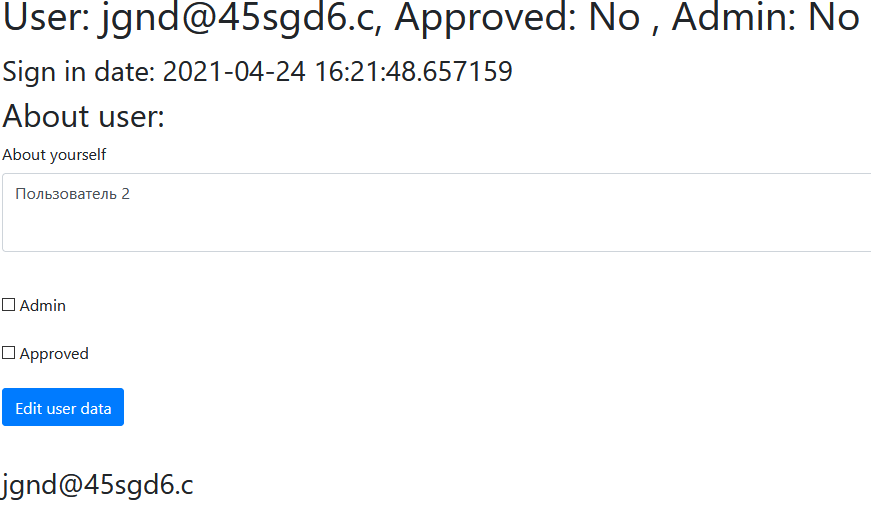 User: jgnd@45sgd6.c, Approved: No , Admin: No
Sign in date: 2021-04-24 16:21:48.657159
About user:
About yourself
Пользователь 2
Admin
Approved
Edit user data
jgnd@45sgd6.c